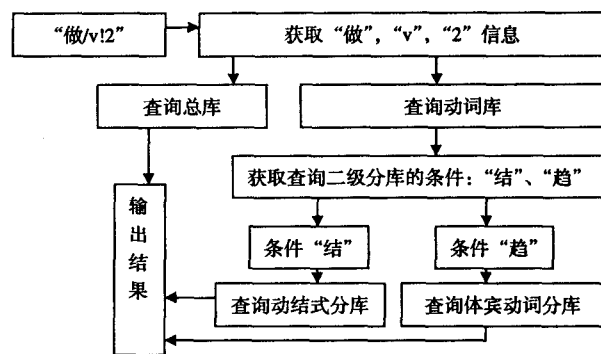 “做/v!2”
获取“做”，“v”，“2”信息
查询总库
查询动词库
获取查询二级分库的条件：“结”、“趋”
输
出
结
果
条件“结”
条件“趋”
查询动结式分库
查询体宾动词分库